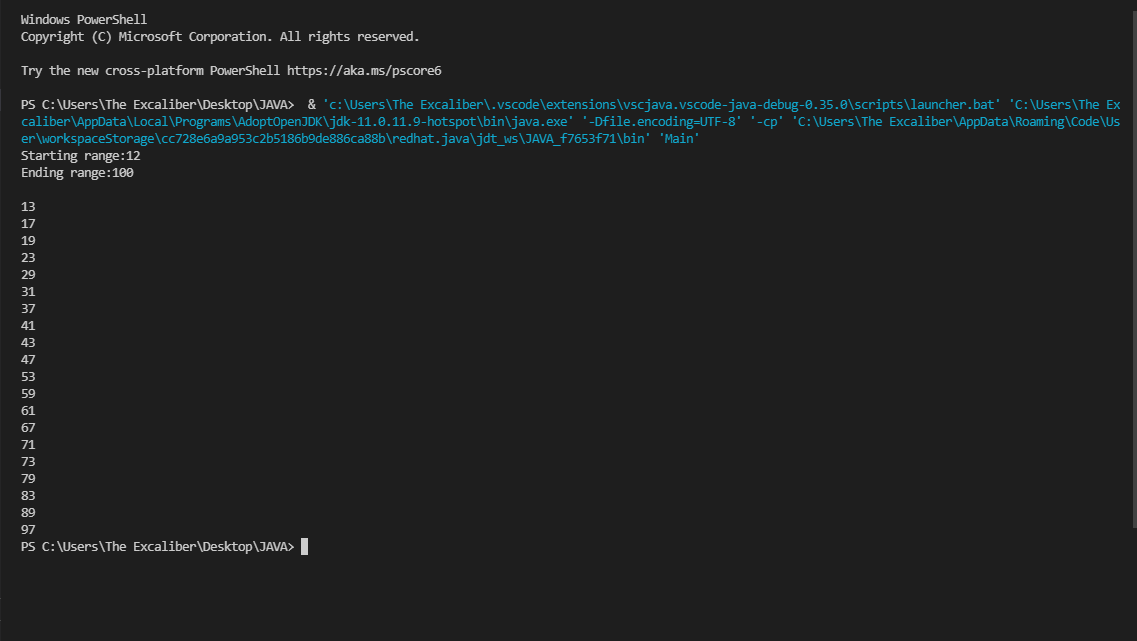 Windows PowerShell
Copyright (C) Microsoft Corporation. All rights reserved.
Try the new cross-platform PowerShell https://aka.ms/pscore6
PS C:\Users\The Excaliber\Desktop\JAVA>  & 'c:\Users\The Excaliber\.vscode\extensions\vscjava.vscode-java-debug-0.35.0\scripts\launcher.bat' 'C:\Users\The Ex
caliber\AppData\Local\Programs\AdoptOpenJDK\jdk-11.0.11.9-hotspot\bin\java.exe' '-Dfile.encoding=UTF-8' '-cp' 'C:\Users\The Excaliber\AppData\Roaming\Code\Us
er\workspaceStorage\cc728e6a9a953c2b5186b9de886ca88b\redhat.java\jdt_ws\JAVA_f7653f71\bin' 'Main'
Starting range:12
Ending range:100
13
17
19
23
29
31
37
41
43
47
53
59
61
67
71
73
79
83
89
97
PS C:\Users\The Excaliber\Desktop\JAVA>